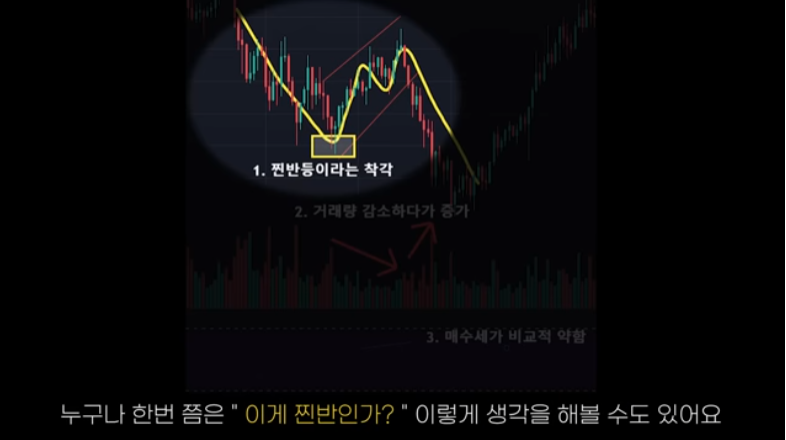 1. 찐반등이라는 착각
2. 거래량 감소하다가 증가
3. 매수세가 비교적 약함
누구나 한번 쯤은 " 이게 찐반인가? " 이렇게 생각을 해볼 수도 있어요